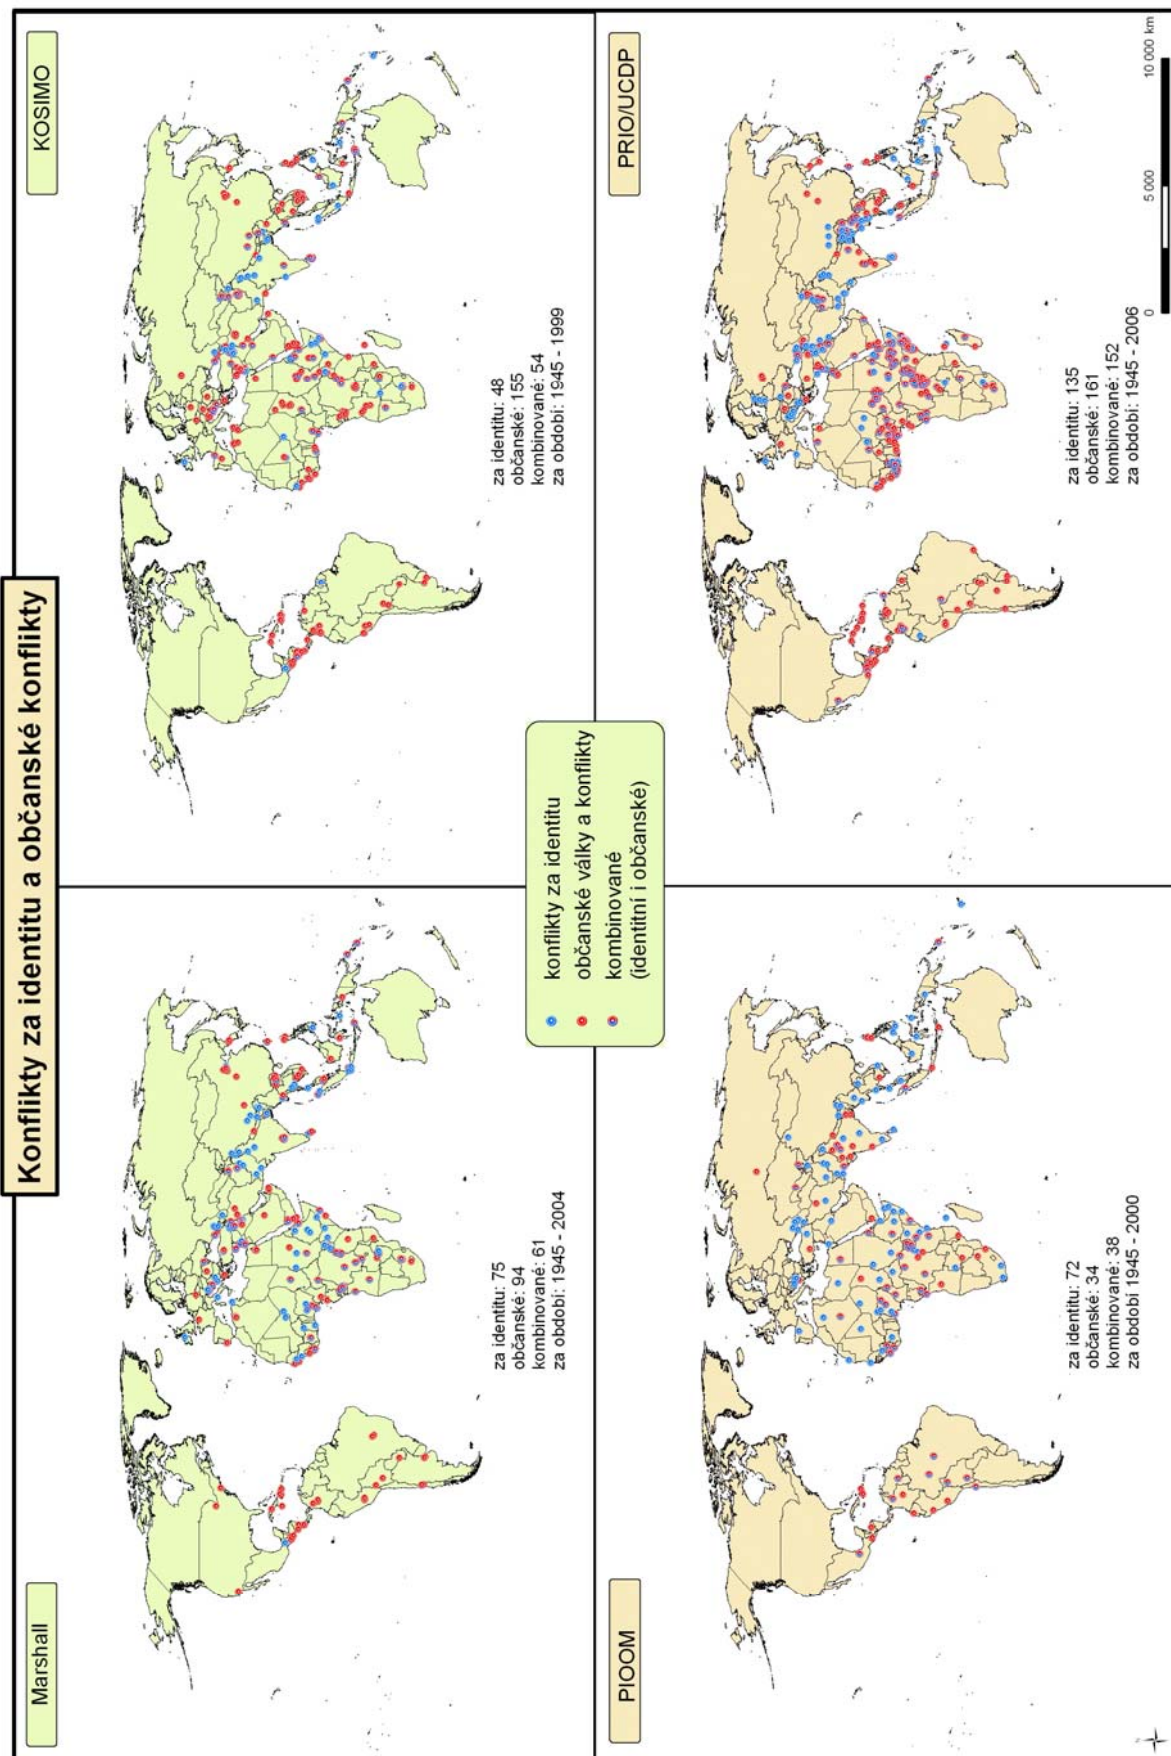 Konflikty za identitu a občanské konflikty
Marshall
za identitu: 75
občanské: 94
kombinované: 61
za období: 1945 - 2004
KOSIMO
za identitu: 48
občanské: 155
kombinované: 54
za období: 1945 - 1999
konflikty za identitu
občanské války a konflikty
kombinované
(identitní i občanské)
PIOOM
za identitu: 72
občanské: 34
kombinované: 38
za období 1945 - 2000
PRIO/UCDP
za identitu: 135
občanské: 161
kombinované: 152
za období: 1945 - 2006
0 5 000 10 000 km